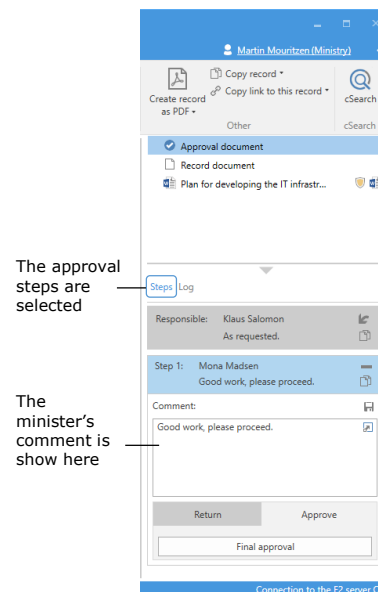 Martin Mouritzen (Ministry)
Create record
as PDF
Copy record
Copy link to this record
cSearch
Other
cSearch
Approval document
Record document
Plan for developing the IT infrastr...
The approval
steps are
selected
Steps Log
Responsible: Klaus Salomon
As requested.
Step 1: Mona Madsen
Good work, please proceed.
The
minister's
comment is
show here
Comment:
Good work, please proceed.
Return Approve
Final approval
Connection to the F2 server